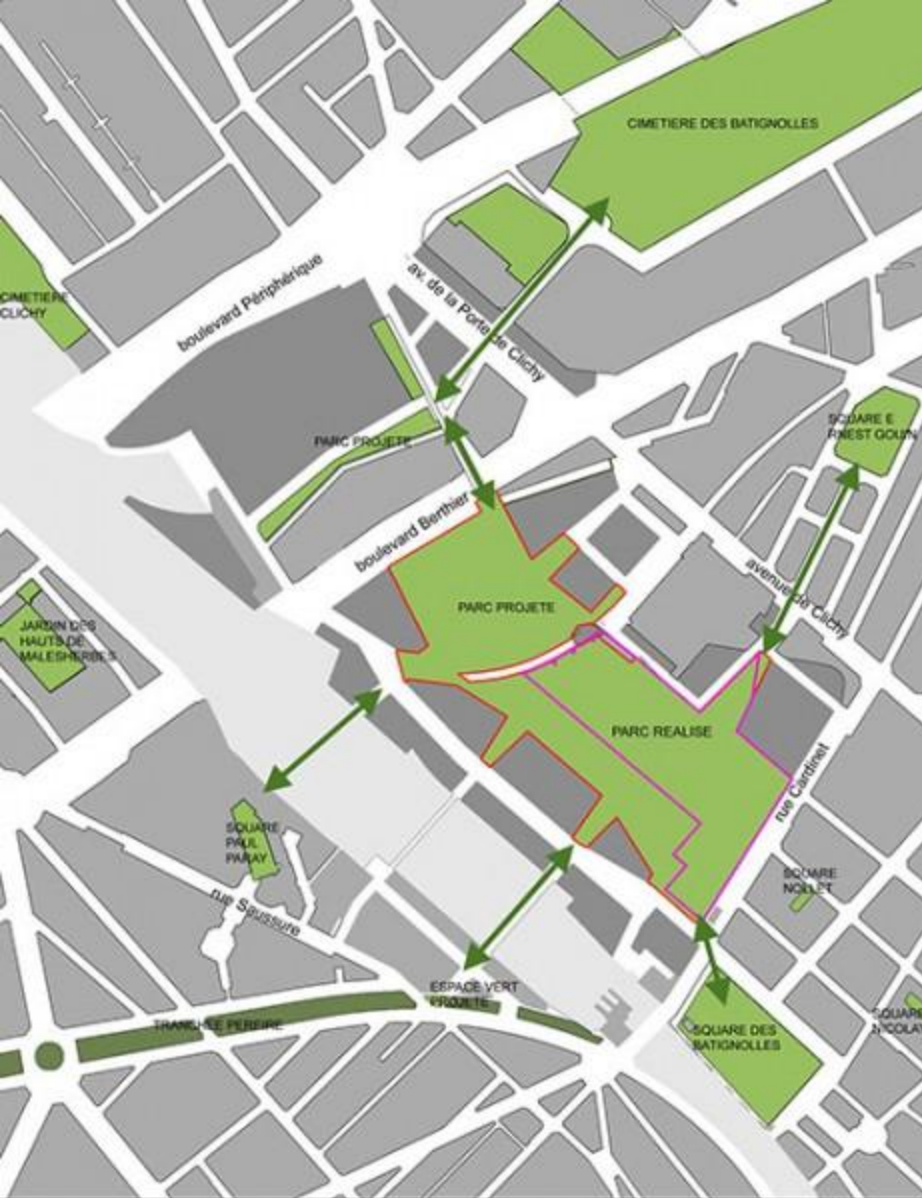 CIMETIERE DES BATIGNOLLES
boulevard Périphérique
av. de la Porte de Clichy
CIMETIERE
CLICHY
PARC PROJETE
SQUARE E
RNEST GOUIN
boulevard Berthier
avenue de Clichy
PARC PROJETE
JARDIN DES
HAUTS DE
MALESHERBES
PARC REALISE
rue Cardinet
SQUARE
PAUL
PARAY
SQUARE
NOLLET
rue Saussure
ESPACE VERT
PROJETE
TRANCHEE PEREIRE
SQUARE DES
BATIGNOLLES
SQUARE
NICOLA